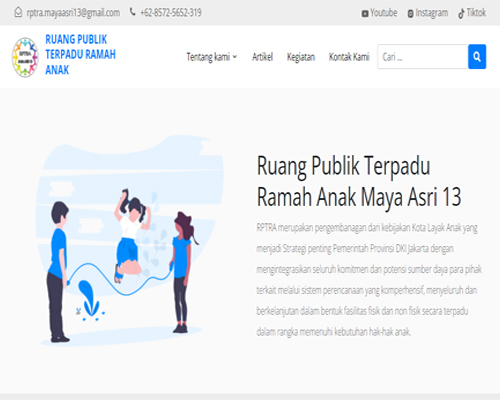 rptra.mayaasri13@gmail.com +62-8572-5652-319 Youtube Instagram Tiktok
RUANG PUBLIK
TERPADU RAMAH
ANAK
RPTRA
MAYA ASRI 13
Tentang kami Artikel Kegiatan Kontak Kami Cari ...
Ruang Publik Terpadu
Ramah Anak Maya Asri 13
RPTRA merupakan pengembanagan dan kebijakan Kota Layak Anak yang
menjadi Strategi penting Pemerintah Provinsi DKI Jakarta dengan
mengintegrasikan seluruh komitmen dan potensi sumber daya para pihak
terkait melalui sistem perencanaan yang komperhensif, menyeluruh dan
berkelanjutan dalam bentuk fasilitas fisik dan non fisik secara terpadu
dalam rangka memenuhi kebutuhan hak-hak anak.